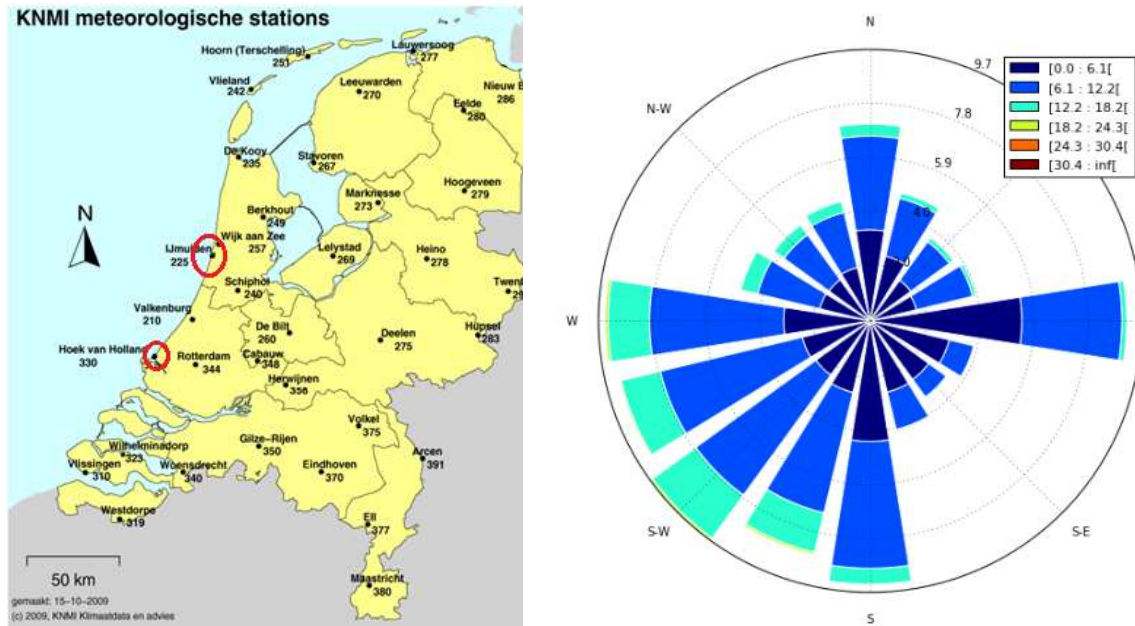 KNMI meteorologische stations
Hoorn (Terschelling)
251
Lauwersoog
277
Vlieland
242
Leeuwarden
270
Nieuw B
286
Eelde
280
De Kooy
235
Stavoren
267
Hoogeveen
279
Marknesse
273
N
Berkhout
249
IJmuiden
225
Wijk aan Zee
257
Lelystad
269
Heino
278
Schiphol
240
Twent
29
Valkenburg
210
De Bilt
260
Deelen
275
Hupsel
283
Hoek van Holland
330
Rotterdam
344
Cabauw
348
Herwijnen
356
Volkel
375
Wilhelminadorp
323
Gilze-Rijen
350
Arcen
391
Vlissingen
310
Woensdrecht
340
Eindhoven
370
Westdorpe
319
Ell
377
50 km
Maastricht
380
gemaakt: 15-10-2009
(c) 2009, KNMI Klimaatdata en advies
N
9.7
[0.0 : 6.1[
[6.1 : 12.2[
[12.2 : 18.2[
[18.2 : 24.3[
[24.3 : 30.4[
[30.4 : inf[
N-W
7.8
5.9
W
S-W
S-E
S